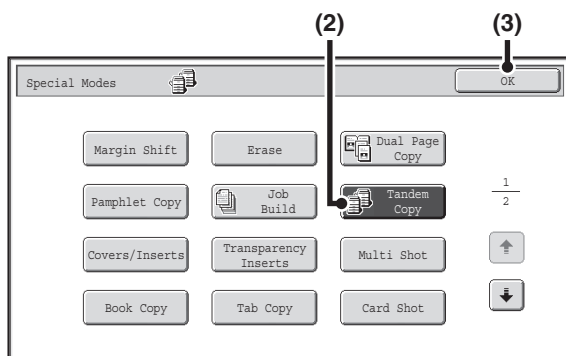 (2) (3)
Special Modes OK
Margin Shift Erase Dual Page
Copy
Pamphlet Copy Job
Build Tandem
Copy 1
2
Covers/Inserts Transparency
Inserts Multi Shot
Book Copy Tab Copy Card Shot